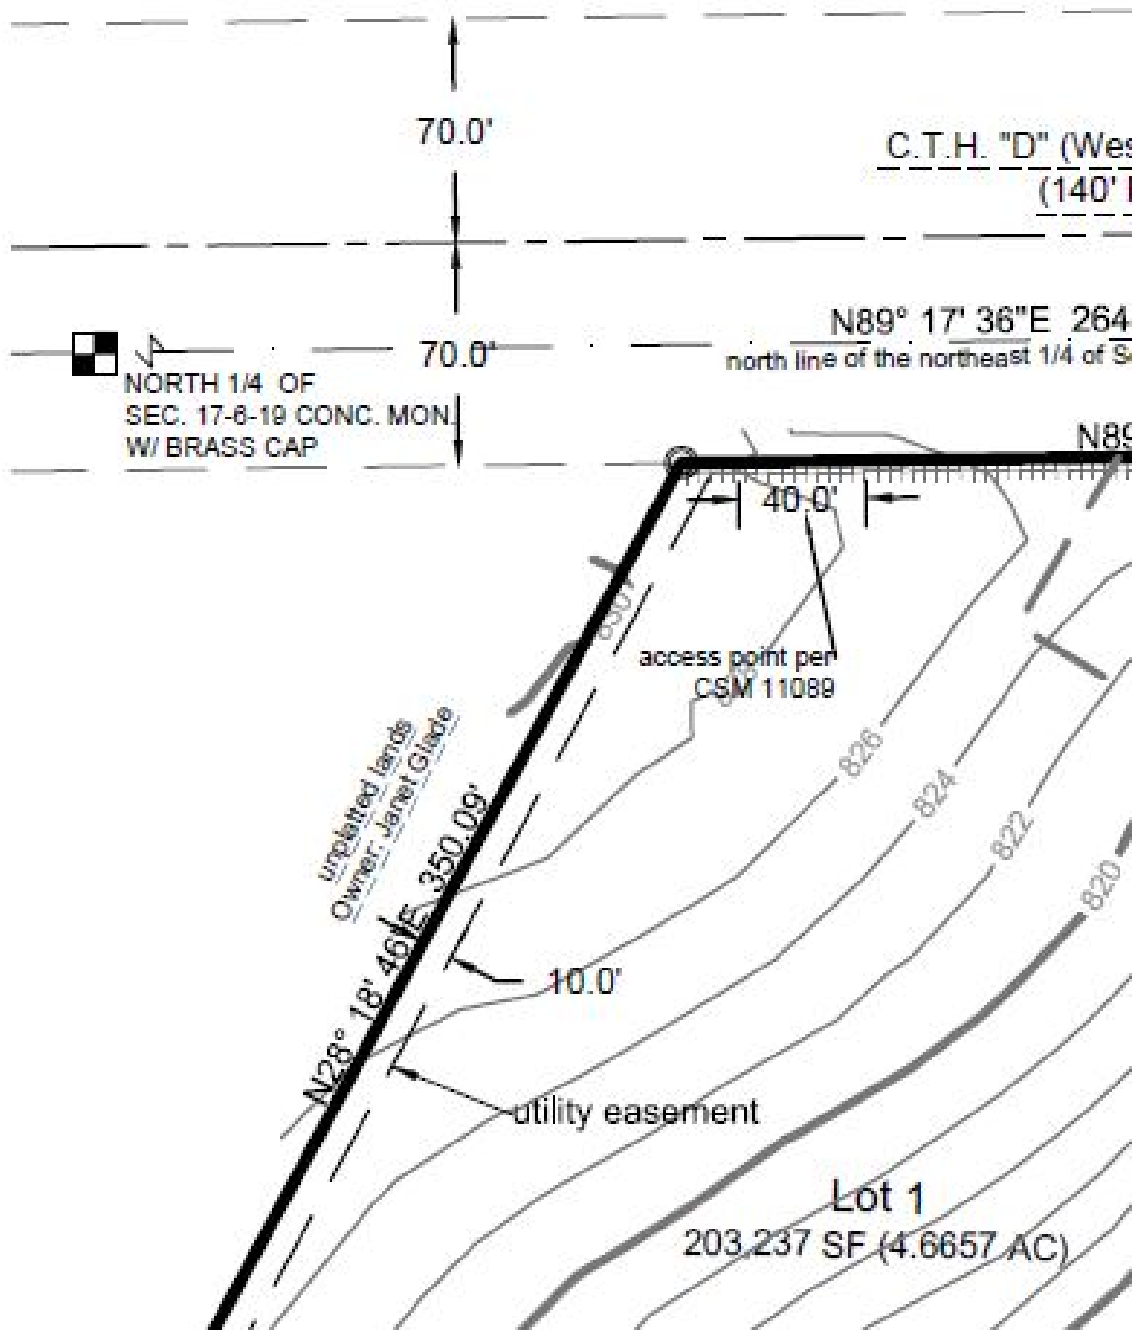 70.0'
C.T.H. "D" (Wes
(140'
70.0'
N89° 17' 36"E 264
north line of the northeast 1/4 of S
NORTH 1/4 OF
SEC. 17-6-19 CONC. MON.
W/ BRASS CAP
N89
40.0'
830
access point per
CSM 11089
826
824
822
820
unplatted lands
Owner: Janet Glade
N28° 18' 46"E 350.09'
10.0'
utility easement
Lot 1
203,237 SF (4.6657 AC)